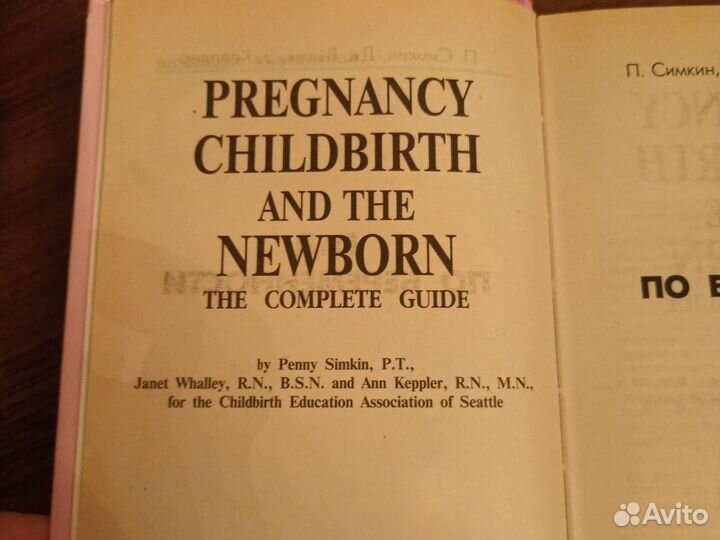 PREGNANCY
CHILDBIRTH
AND THE
NEWBORN
THE COMPLETE GUIDE
by Penny Simkin, P.T.,
Janet Whalley, R.N., B.S.N. and Ann Keppler, R.N., M.N.,
for the Childbirth Education Association of Seattle
П. Симкин,
ПО
Avito